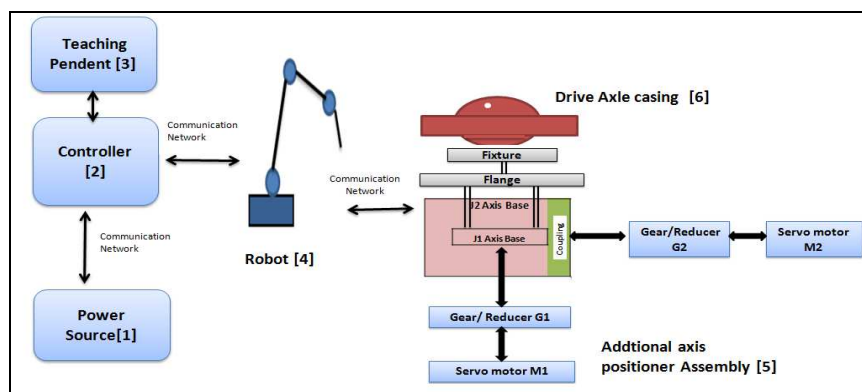 Teaching
Pendent [3]
Communication
Network
Controller
[2]
Communication
Network
Power
Source[1]
Robot [4]
Communication
Network
Drive Axle casing [6]
Fixture
Flange
J2 Axis Base
J1 Axis Base
Coupling
Gear/Reducer
G2
Servo motor
M2
Gear/ Reducer G1
Servo motor M1
Addtional axis
positioner Assembly [5]